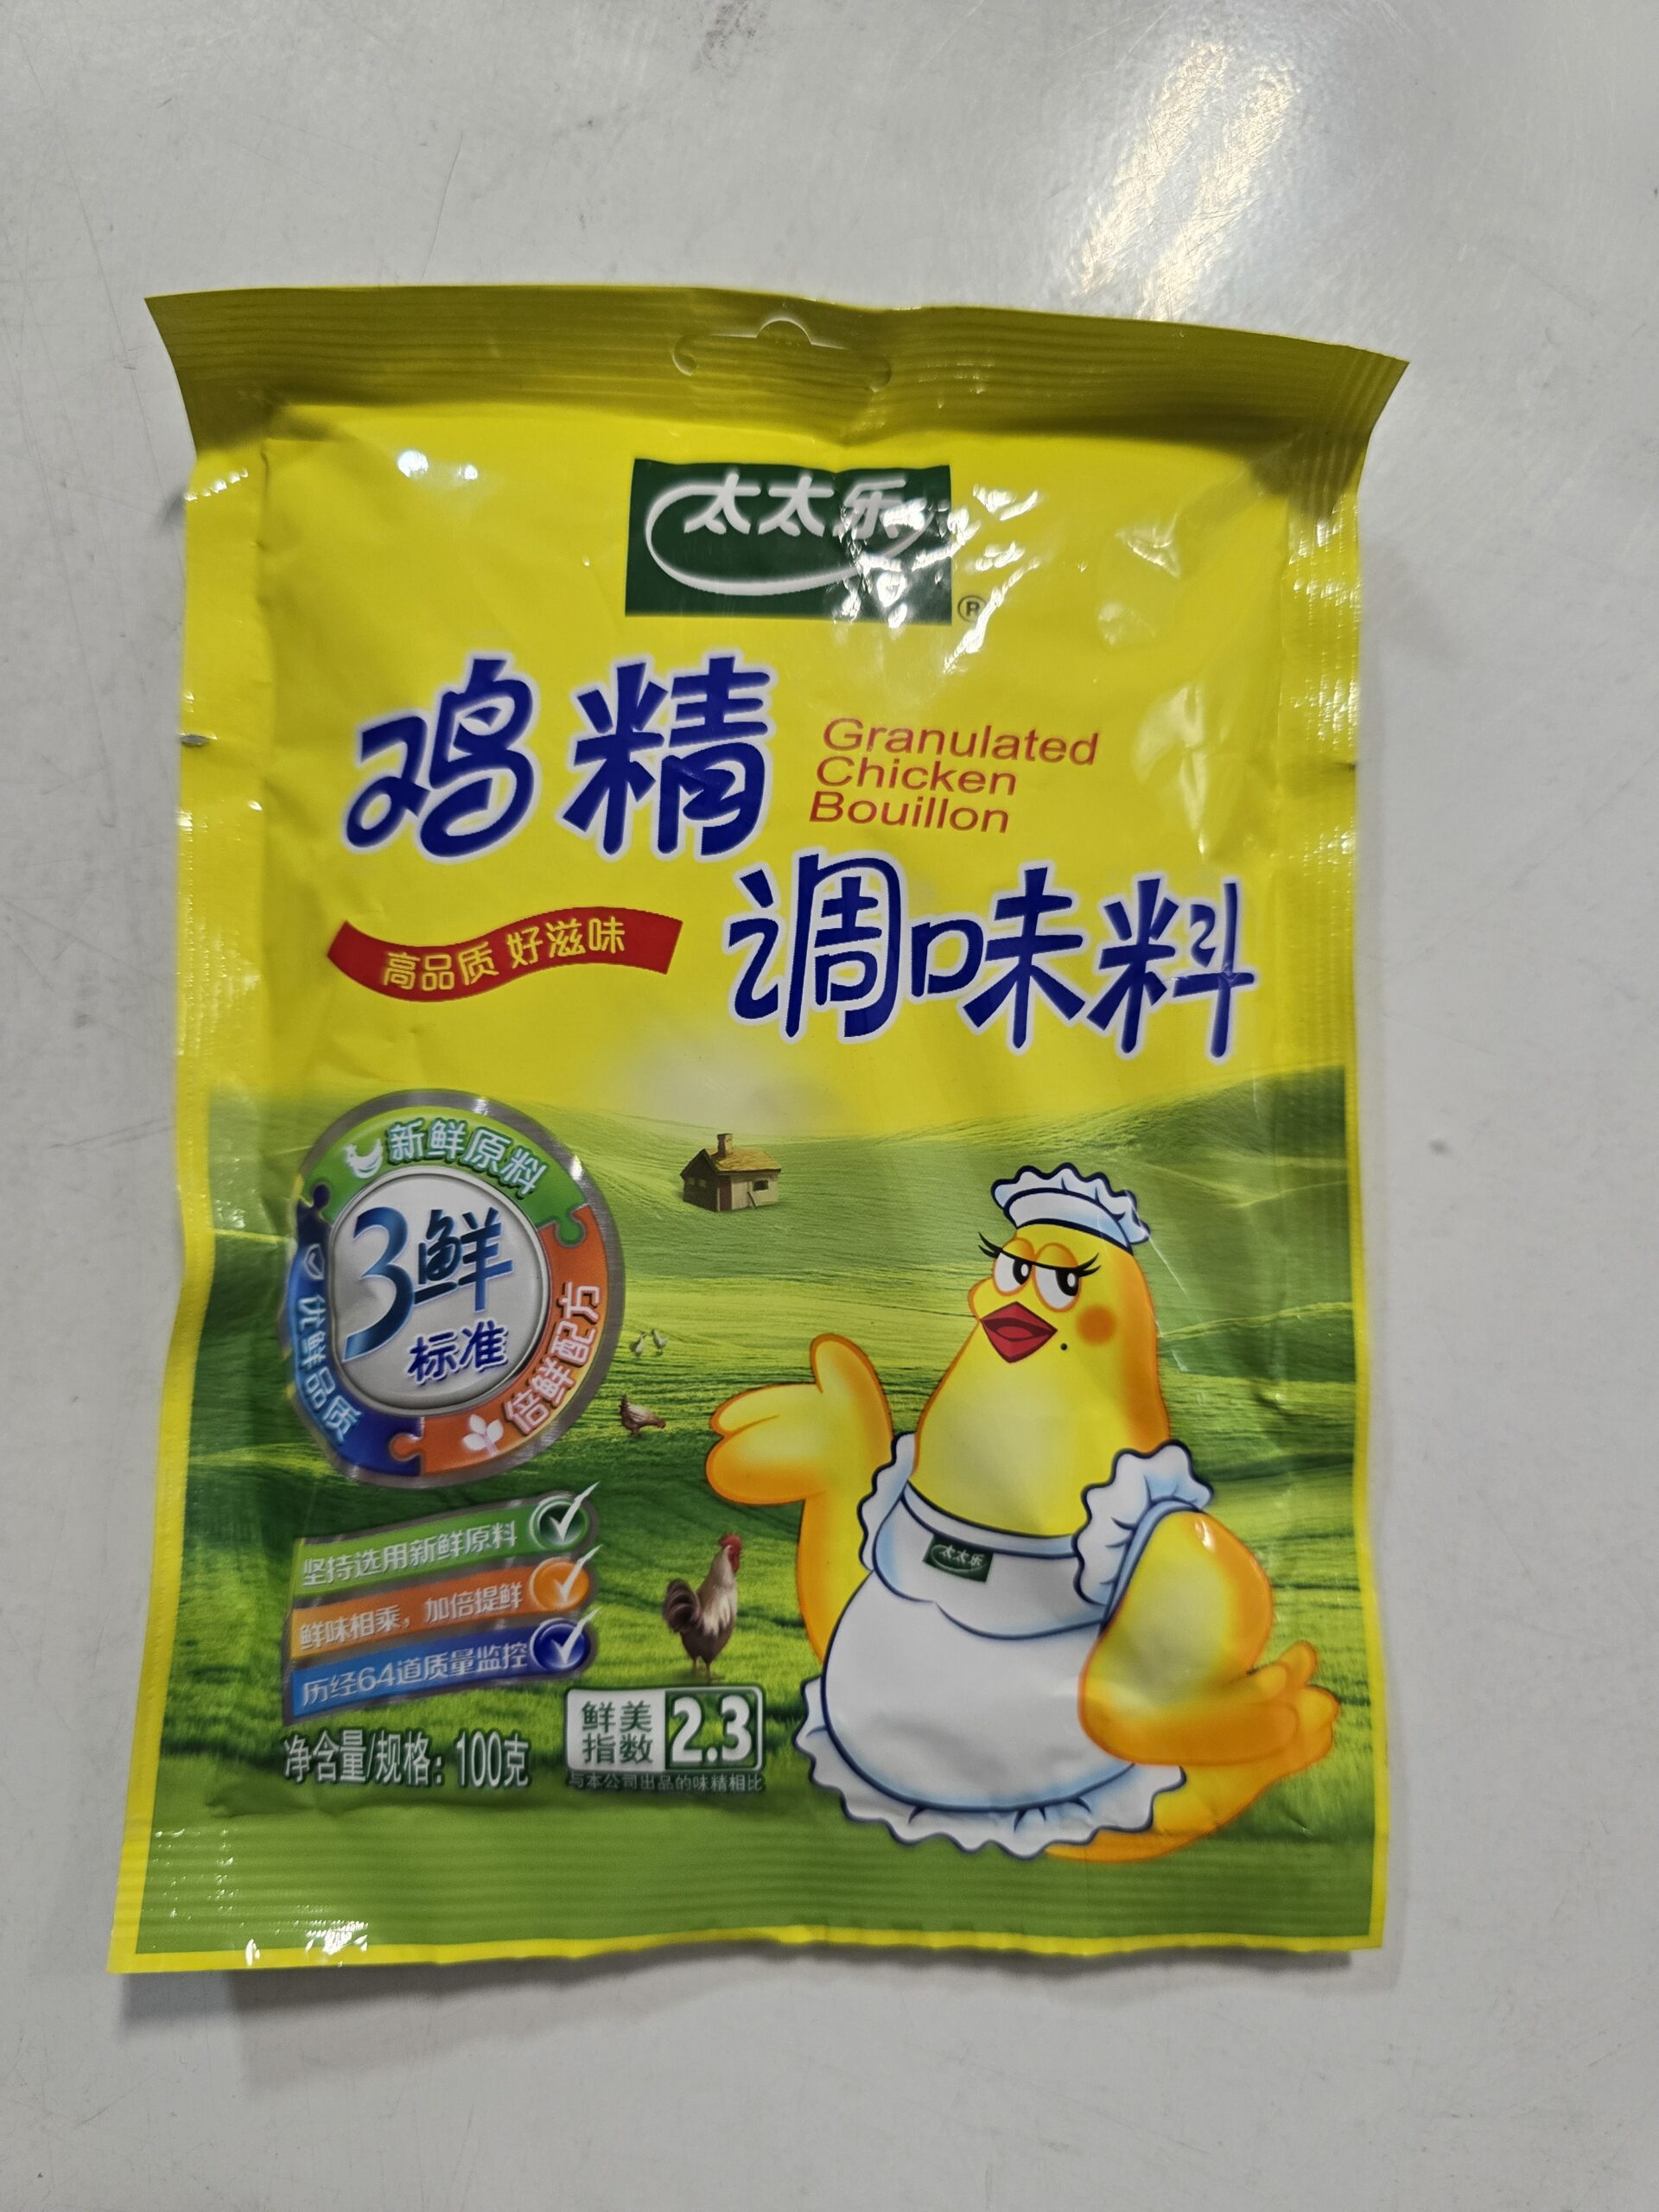 太太乐
®
鸡精
Granulated
Chicken
Bouillon
高品质 好滋味
调味料
新鲜原料
3鲜
标准
优鲜品质
倍鲜配方
太太乐
坚持选用新鲜原料
鲜味相乘，加倍提鲜
历经64道质量监控
鲜美
指数
2.3
净含量/规格：100克
与本公司出品的味精相比